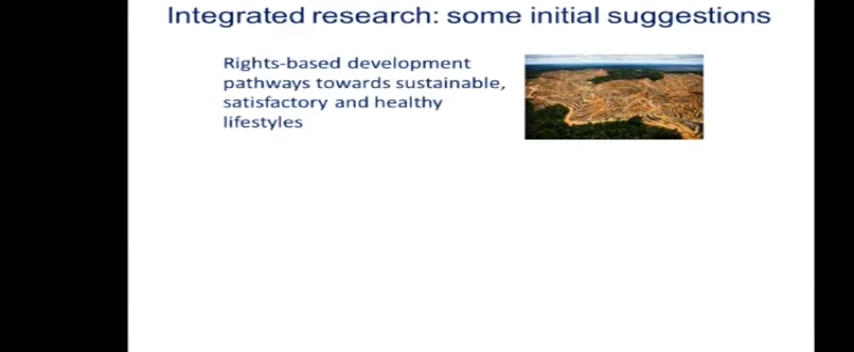 Integrated research: some initial suggestions
Rights-based development
pathways towards sustainable,
satisfactory and healthy
lifestyles